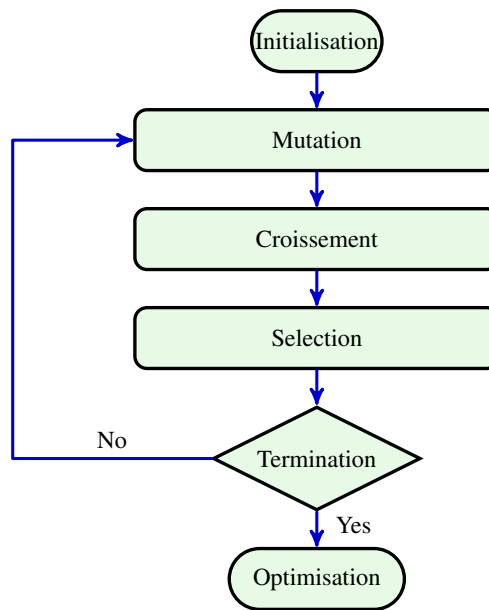 Initialisation
Mutation
Croissement
Selection
Termination
No
Yes
Optimisation